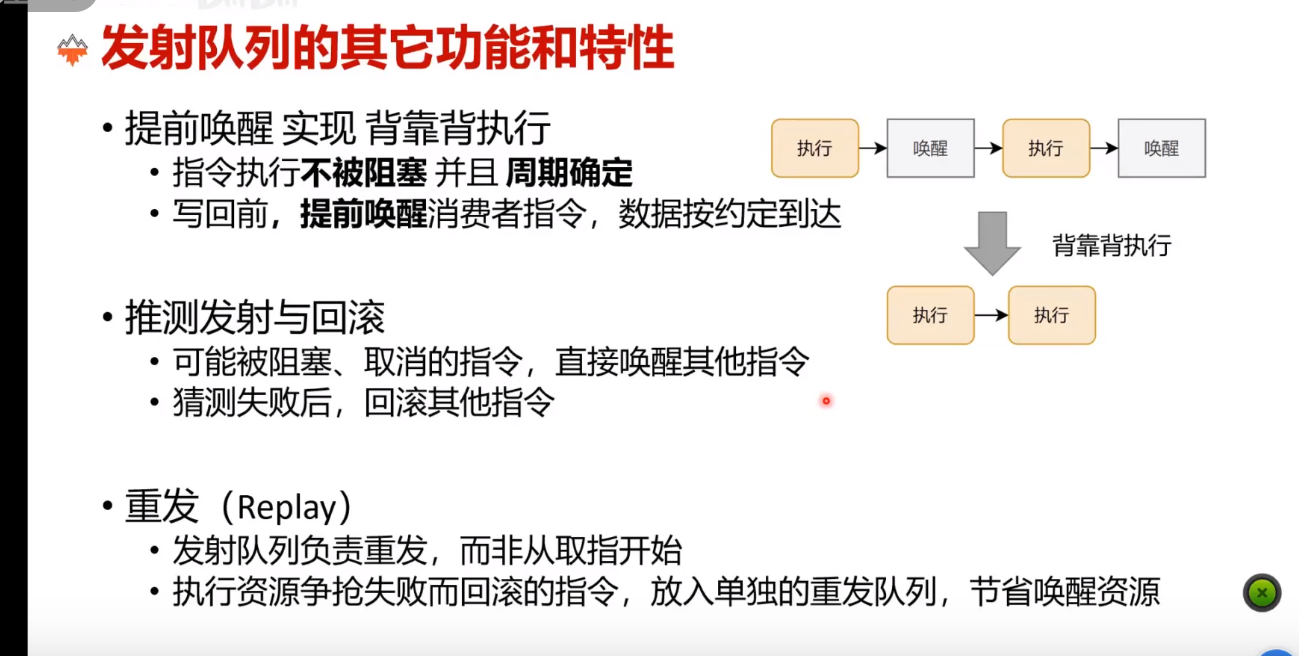 发射队列的其它功能和特性
• 提前唤醒 实现 背靠背执行
• 指令执行不被阻塞 并且 周期确定
• 写回前，提前唤醒消费者指令，数据按约定到达
执行
唤醒
执行
唤醒
背靠背执行
执行
执行
• 推测发射与回滚
• 可能被阻塞、取消的指令，直接唤醒其他指令
• 猜测失败后，回滚其他指令
• 重发（Replay）
• 发射队列负责重发，而非从取指开始
• 执行资源争抢失败而回滚的指令，放入单独的重发队列，节省唤醒资源